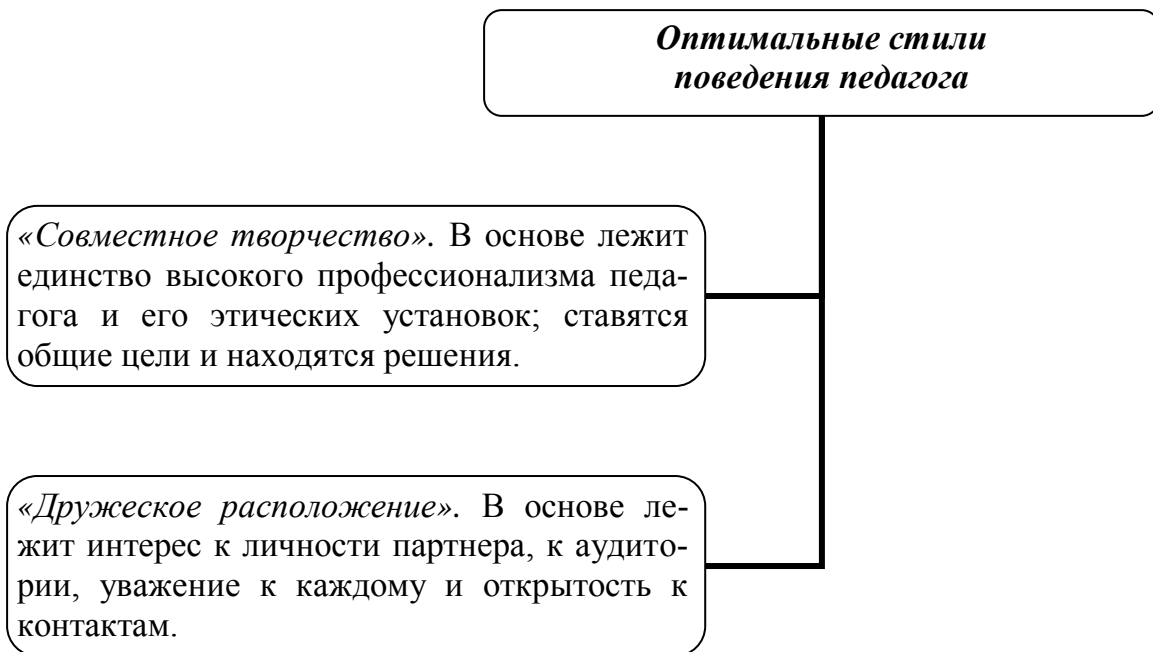 Оптимальные стили
поведения педагога
«Совместное творчество». В основе лежит
единство высокого профессионализма педа-
гога и его этических установок; ставятся
общие цели и находятся решения.
«Дружеское расположение». В основе ле-
жит интерес к личности партнера, к аудито-
рии, уважение к каждому и открытость к
контактам.